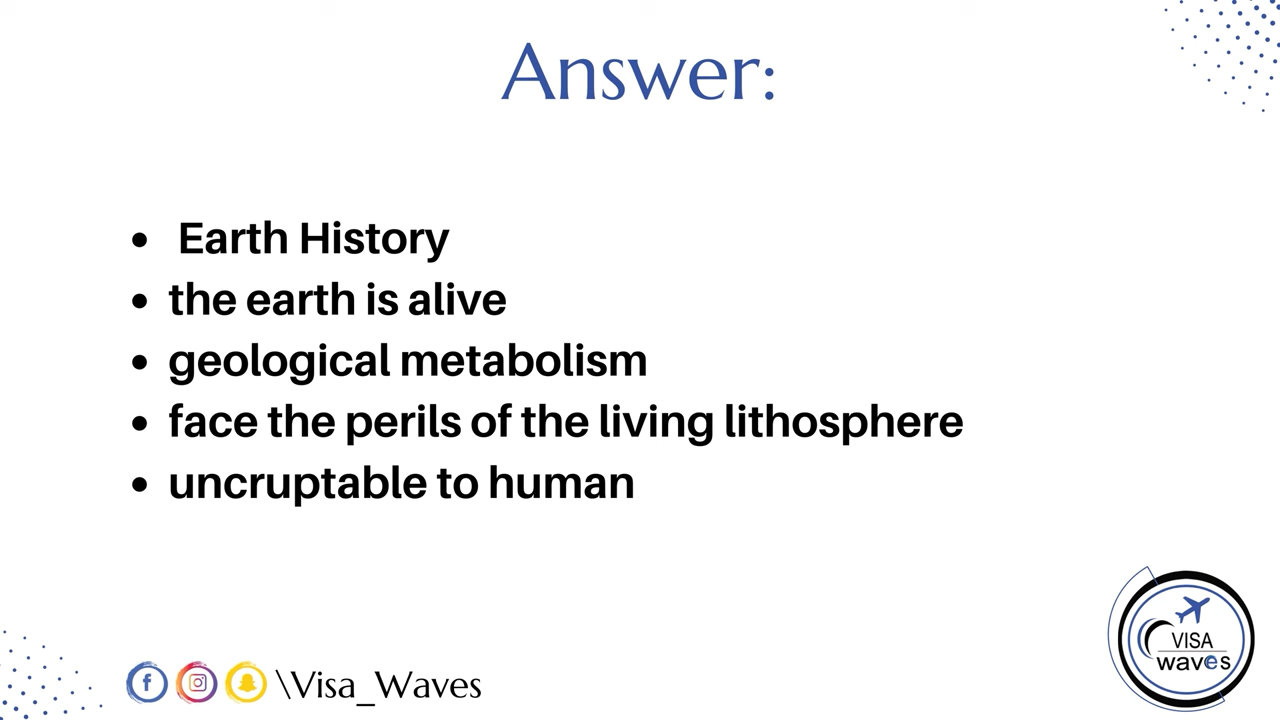 Answer:
• Earth History
• the earth is alive
• geological metabolism
• face the perils of the living lithosphere
• uncruptable to human
\Visa_Waves
VISA
waves